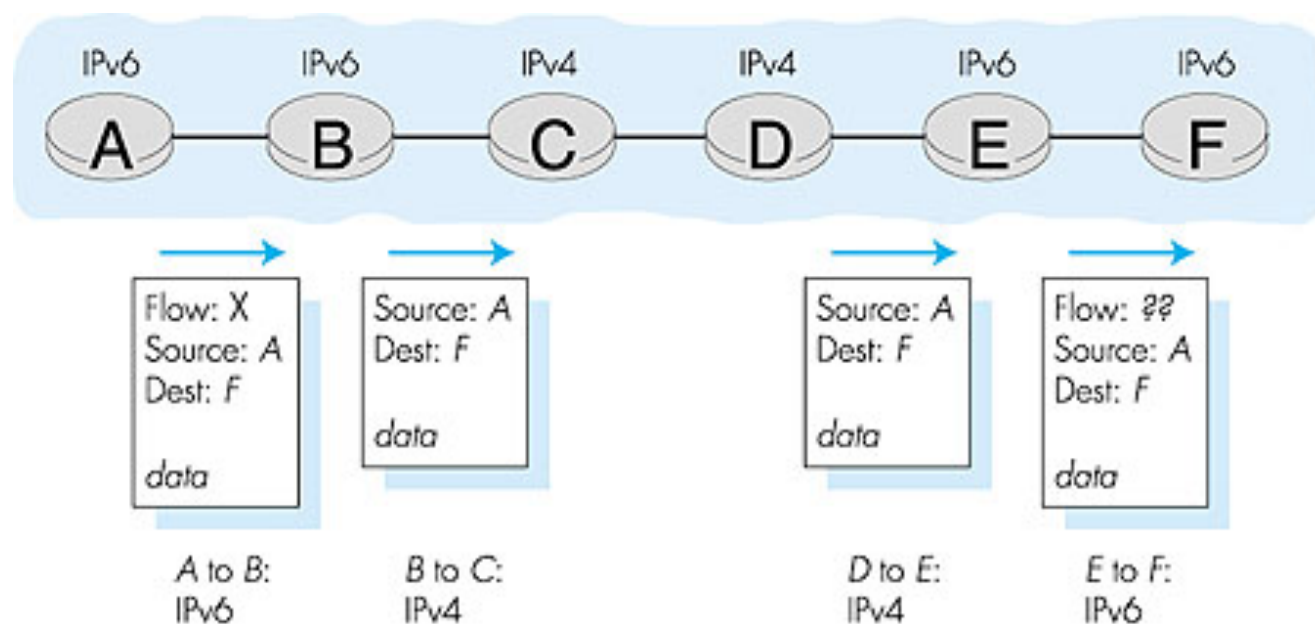 IPv6 IPv6 IPv4 IPv4 IPv6 IPv6
A B C D E F
Flow: X
Source: A
Dest: F
data
Source: A
Dest: F
data
Source: A
Dest: F
data
Flow: ??
Source: A
Dest: F
data
A to B:
IPv6
B to C:
IPv4
D to E:
IPv4
E to F:
IPv6